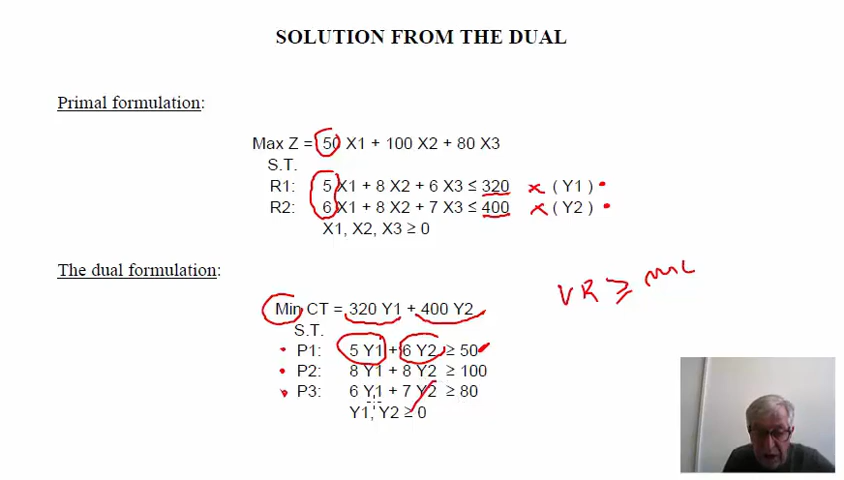 SOLUTION FROM THE DUAL
Primal formulation:
Max Z = 50 X1 + 100 X2 + 80 X3
S.T.
R1: 5 X1 + 8 X2 + 6 X3 ≤ 320 x ( Y1 )
R2: 6 X1 + 8 X2 + 7 X3 ≤ 400 x ( Y2 )
X1, X2, X3 ≥ 0
The dual formulation:
Min CT = 320 Y1 + 400 Y2
S.T.
P1: 5 Y1 + 6 Y2 ≥ 50
P2: 8 Y1 + 8 Y2 ≥ 100
P3: 6 Y1 + 7 Y2 ≥ 80
Y1, Y2 ≥ 0
VR ≥